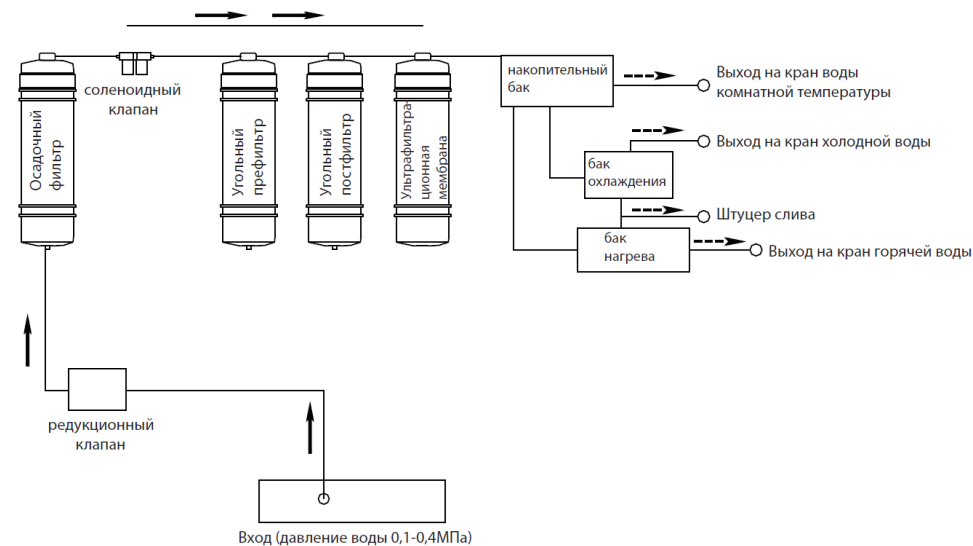 соленоидный
клапан
Осадочный
фильтр
Угольный
префильтр
Угольный
постфильтр
Ультрафильтра-
ционная
мембрана
накопительный
бак
Выход на кран воды
комнатной температуры
Выход на кран холодной воды
бак
охлаждения
Штуцер слива
бак
нагрева
Выход на кран горячей воды
редукционный
клапан
Вход (давление воды 0,1-0,4МПа)